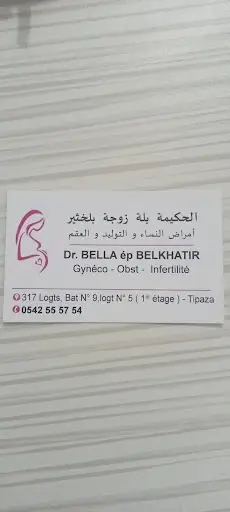 الحكيمة بلة زوجة بلخثير
أمراض النساء و التوليد و العقم
Dr. BELLA ép BELKHATIR
Gynéco - Obst - Infertilité
317 Logts, Bat N° 9,logt N° 5 ( 1er étage ) - Tipaza
0542 55 57 54